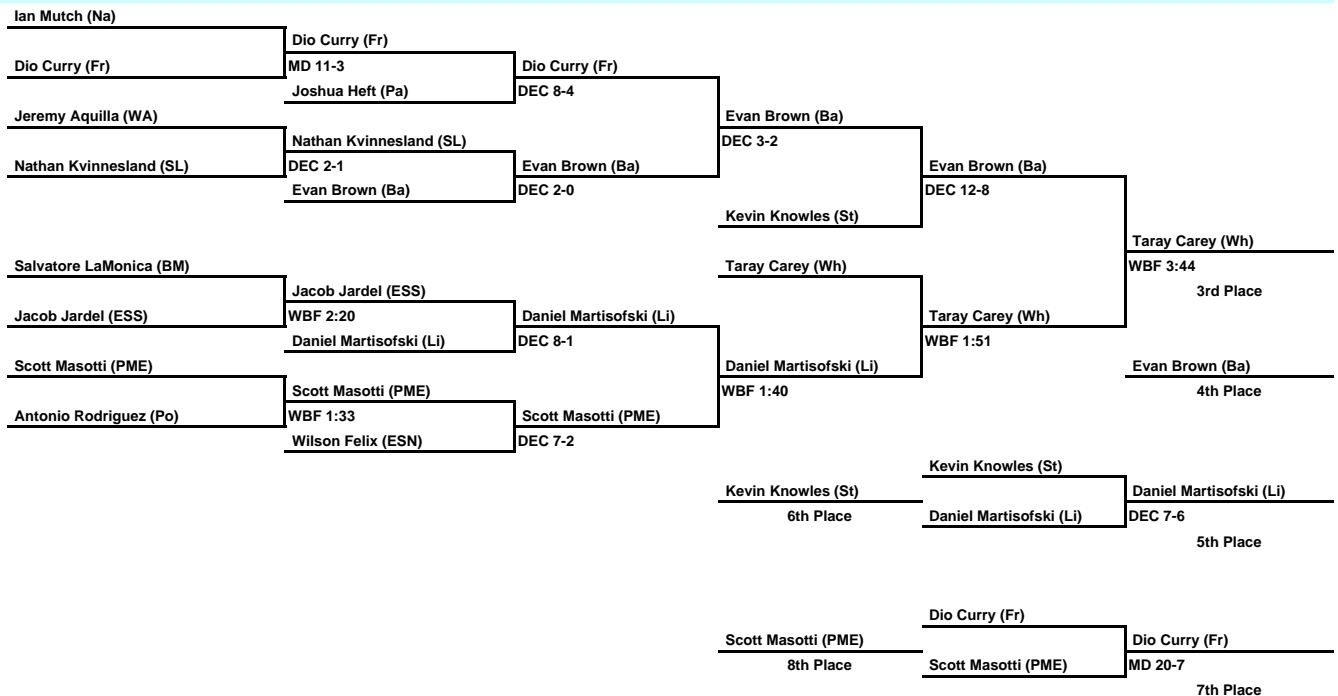 Ian Mutch (Na)
Dio Curry (Fr)
Dio Curry (Fr) MD 11-3 Dio Curry (Fr)
Joshua Heft (Pa) DEC 8-4
Jeremy Aquilla (WA) Evan Brown (Ba)
Nathan Kvinnesland (SL) DEC 3-2
Nathan Kvinnesland (SL) DEC 2-1 Evan Brown (Ba) Evan Brown (Ba)
Evan Brown (Ba) DEC 2-0 DEC 12-8
Kevin Knowles (St)
Taray Carey (Wh)
Salvatore LaMonica (BM) Taray Carey (Wh) WBF 3:44
Jacob Jardel (ESS) 3rd Place
Jacob Jardel (ESS) WBF 2:20 Daniel Martisofski (Li) Taray Carey (Wh)
Daniel Martisofski (Li) DEC 8-1 WBF 1:51
Scott Masotti (PME) Daniel Martisofski (Li) Evan Brown (Ba)
Scott Masotti (PME) WBF 1:40 4th Place
Antonio Rodriguez (Po) WBF 1:33 Scott Masotti (PME)
Wilson Felix (ESN) DEC 7-2
Kevin Knowles (St)
Kevin Knowles (St) Daniel Martisofski (Li)
6th Place Daniel Martisofski (Li) DEC 7-6
5th Place
Dio Curry (Fr)
Scott Masotti (PME) Dio Curry (Fr)
8th Place Scott Masotti (PME) MD 20-7
7th Place